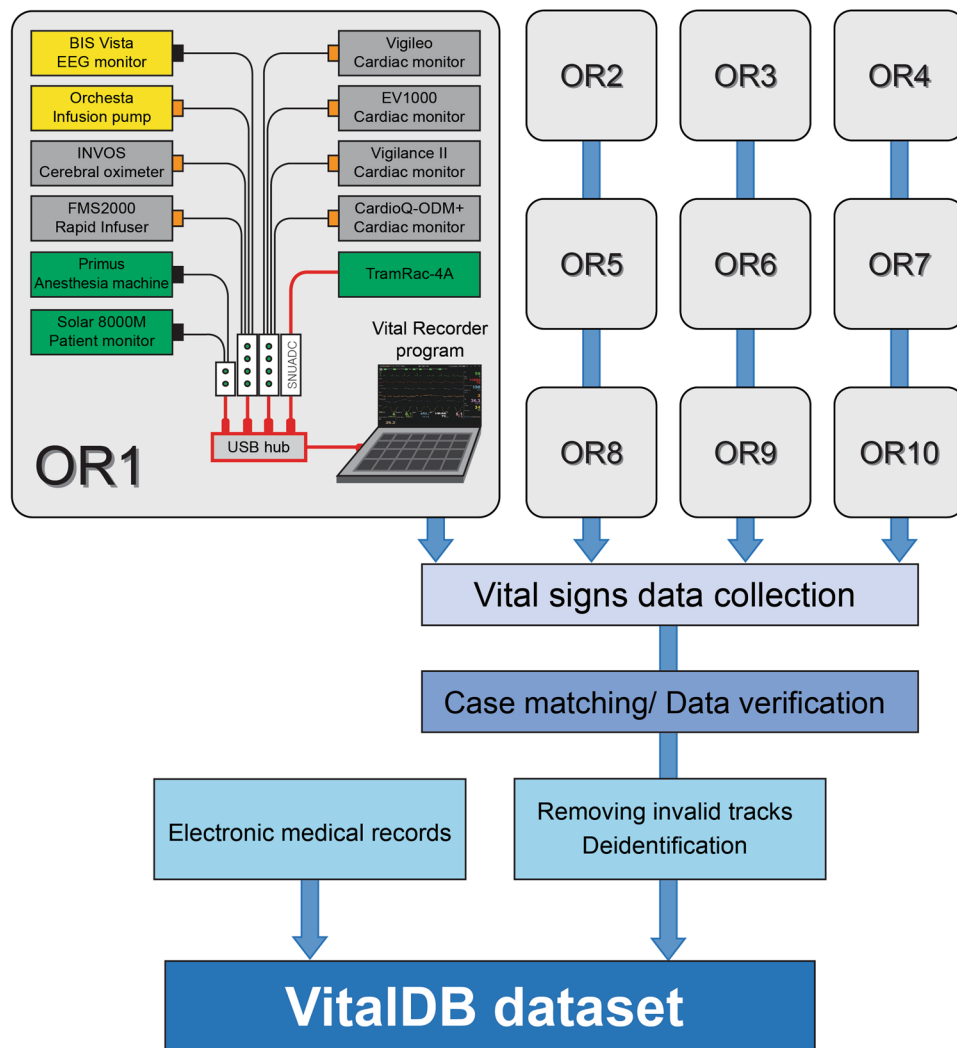 BIS Vista
EEG monitor
Orchesta
Infusion pump
INVOS
Cerebral oximeter
FMS2000
Rapid Infuser
Primus
Anesthesia machine
Solar 8000M
Patient monitor
Vigileo
Cardiac monitor
EV1000
Cardiac monitor
Vigilance II
Cardiac monitor
CardioQ-ODM+
Cardiac monitor
TramRac-4A
Vital Recorder
program
SNUADC
USB hub
OR1
OR2
OR3
OR4
OR5
OR6
OR7
OR8
OR9
OR10
Vital signs data collection
Case matching/ Data verification
Electronic medical records
Removing invalid tracks
Deidentification
VitalDB dataset